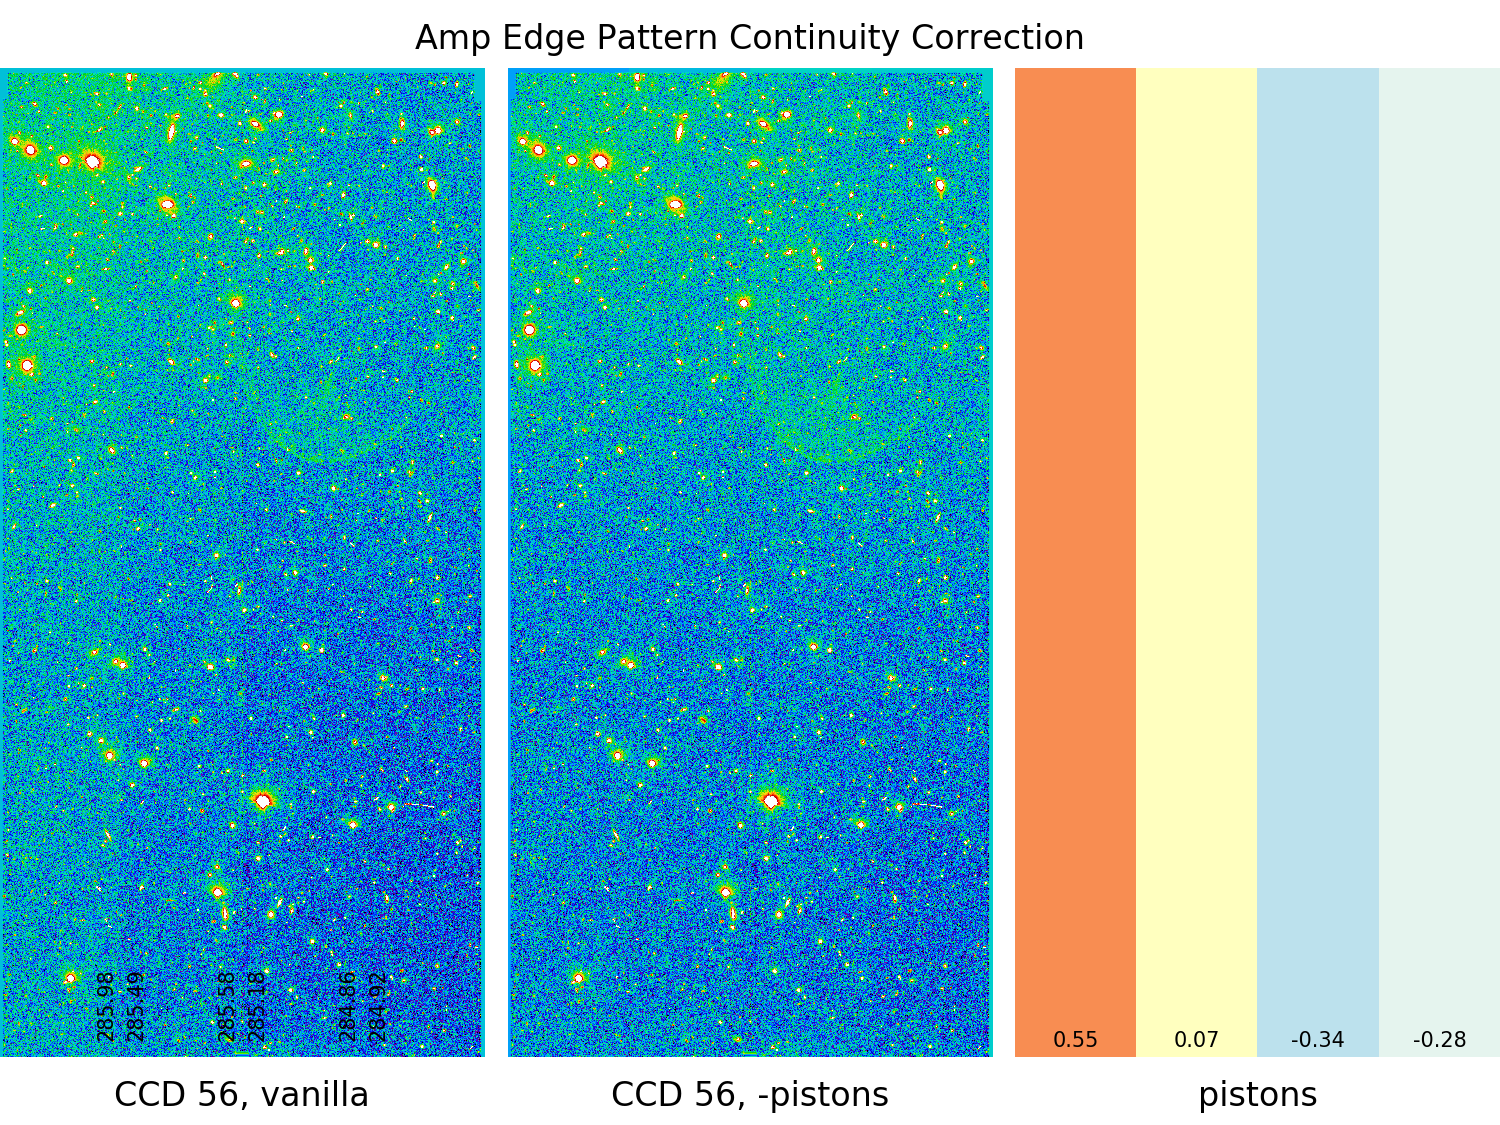 Amp Edge Pattern Continuity Correction
285.98
285.49
285.58
285.18
284.86
284.92
0.55
0.07
-0.34
-0.28
CCD 56, vanilla
CCD 56, -pistons
pistons